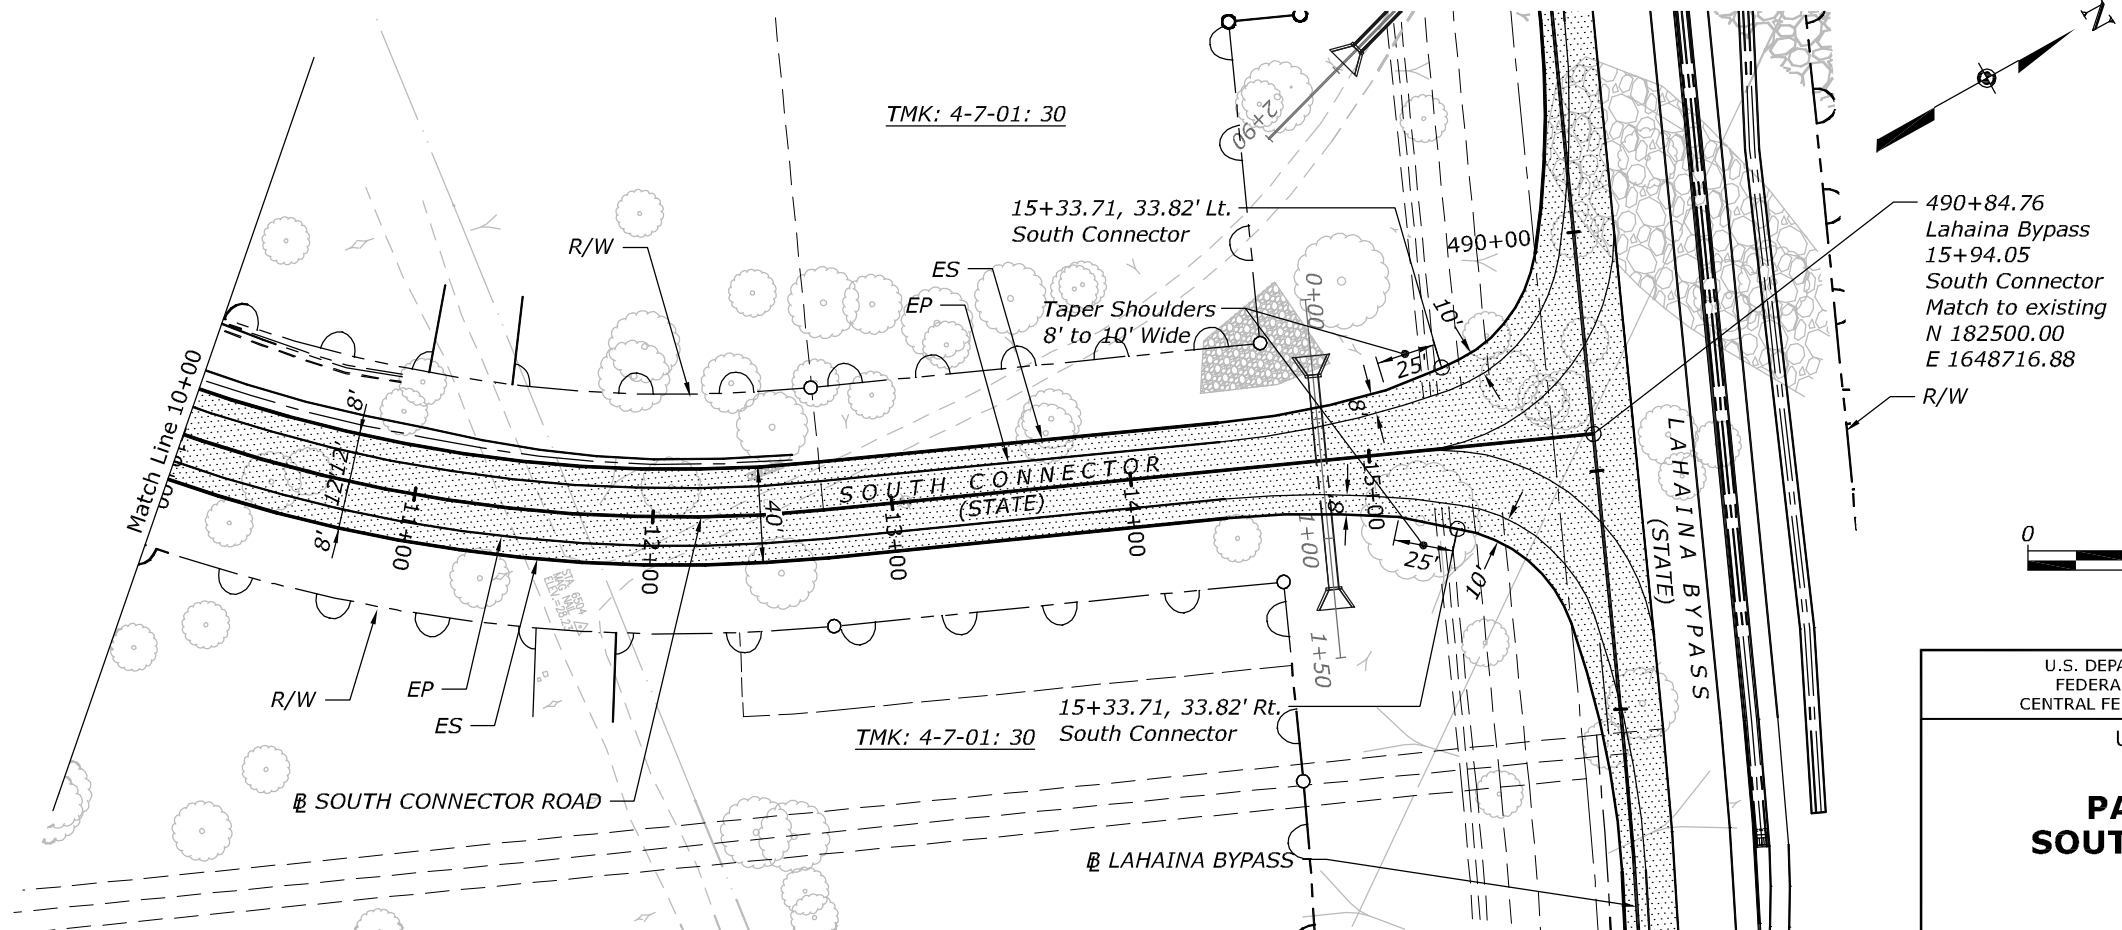 N
TMK: 4-7-01: 30
2+90
15+33.71, 33.82' Lt.
South Connector
490+00
490+84.76
Lahaina Bypass
15+94.05
South Connector
Match to existing
N 182500.00
E 1648716.88
R/W
R/W
ES
EP
Taper Shoulders
8' to 10' Wide
0+00
10'
25'
8'
Match Line 10+00
8'
12'
12'
8'
11+00
12+00
40'
SOUTH CONNECTOR
(STATE)
13+00
14+00
15+00
8'
1+00
25'
10'
1+50
LAHAINA BYPASS
(STATE)
0
R/W
EP
ES
15+33.71, 33.82' Rt.
South Connector
TMK: 4-7-01: 30
BL SOUTH CONNECTOR ROAD
BL LAHAINA BYPASS
U.S. DEPA
FEDERA
CENTRAL FE
U
PA
SOUT